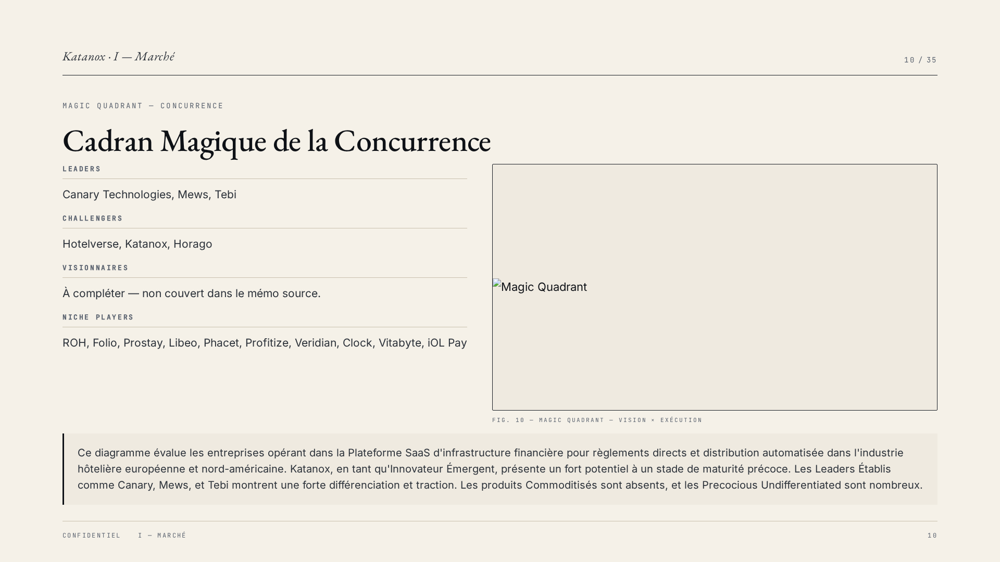 Katanox · I — Marché
10 / 35
MAGIC QUADRANT — CONCURRENCE
Cadran Magique de la Concurrence
LEADERS
Canary Technologies, Mews, Tebi
CHALLENGERS
Hotelverse, Katanox, Horago
VISIONNAIRES
À compléter — non couvert dans le mémo source.
NICHE PLAYERS
ROH, Folio, Prostay, Libeo, Phacet, Profitize, Veridian, Clock, Vitabyte, iOL Pay
Magic Quadrant
FIG. 10 — MAGIC QUADRANT — VISION × EXÉCUTION
Ce diagramme évalue les entreprises opérant dans la Plateforme SaaS d'infrastructure financière pour règlements directs et distribution automatisée dans l'industrie
hôtelière européenne et nord-américaine. Katanox, en tant qu'Innovateur Émergent, présente un fort potentiel à un stade de maturité précoce. Les Leaders Établis
comme Canary, Mews, et Tebi montrent une forte différenciation et traction. Les produits Commoditisés sont absents, et les Precocious Undifferentiated sont nombreux.
CONFIDENTIEL I — MARCHÉ
10